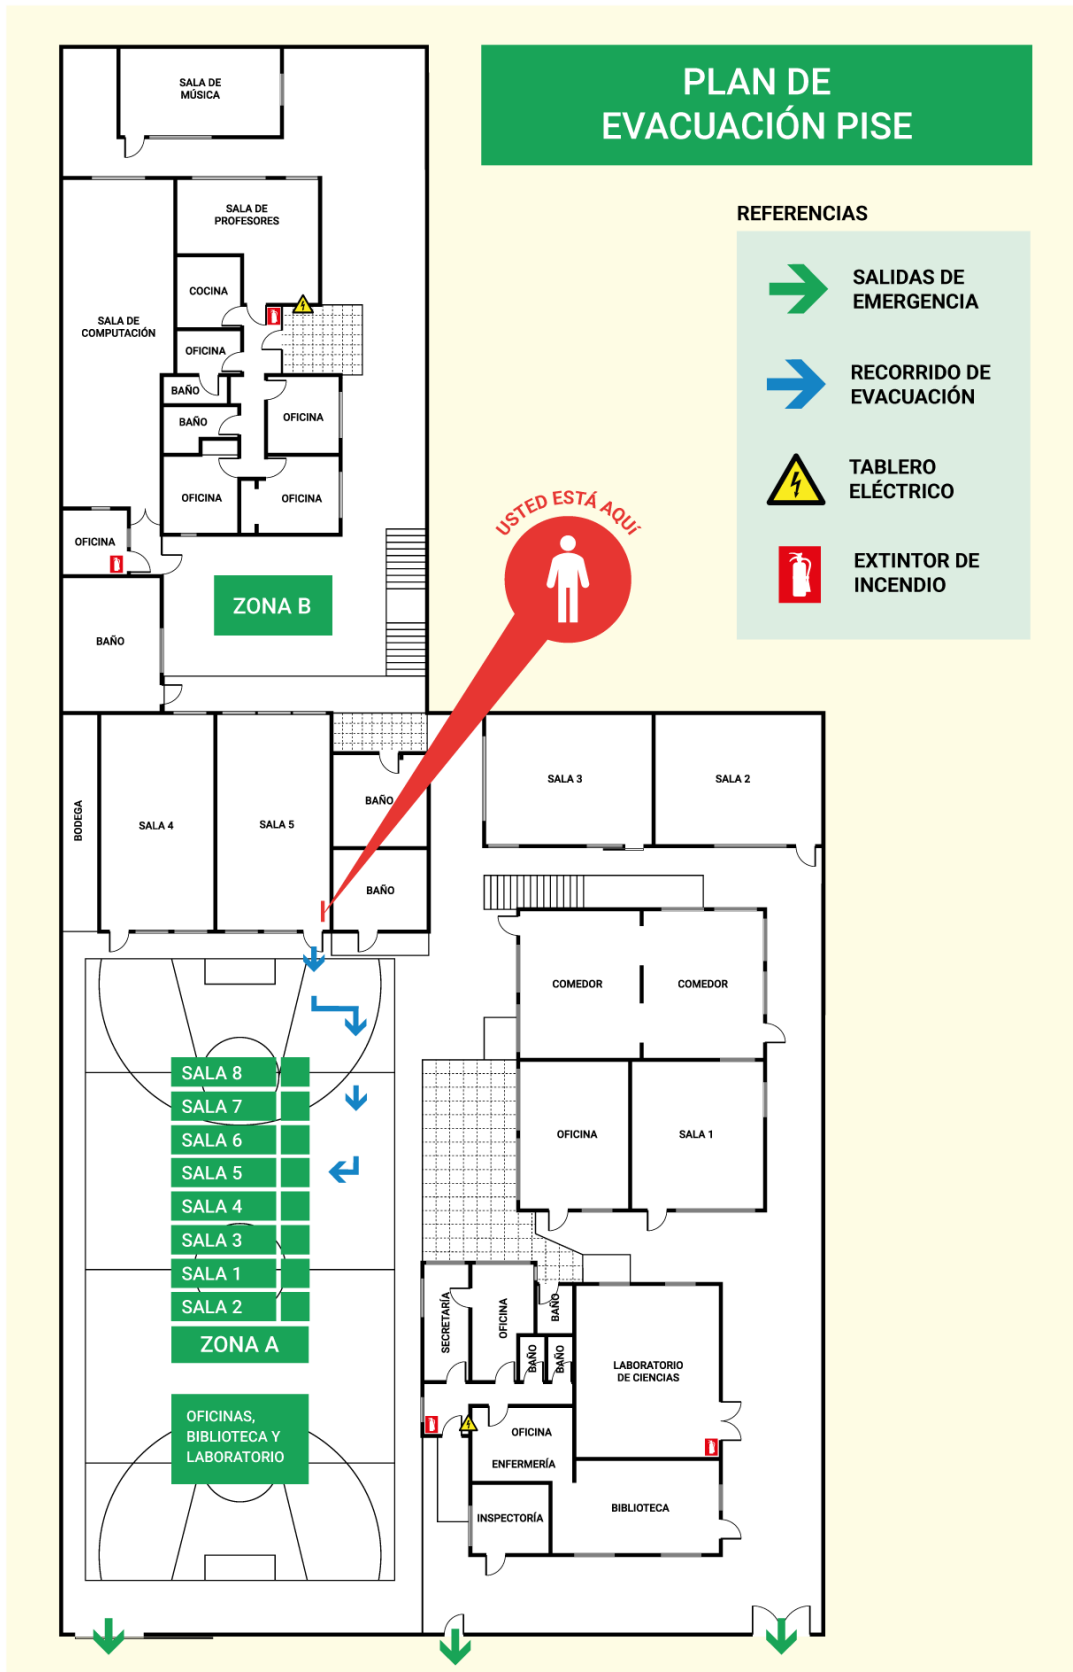 PLAN DE
EVACUACIÓN PISE
REFERENCIAS
SALIDAS DE
EMERGENCIA
RECORRIDO DE
EVACUACIÓN
TABLERO
ELÉCTRICO
EXTINTOR DE
INCENDIO
SALA DE
MÚSICA
SALA DE
PROFESORES
COCINA
SALA DE
COMPUTACIÓN
OFICINA
BAÑO
BAÑO
OFICINA
OFICINA
OFICINA
OFICINA
USTED ESTÁ AQUí
ZONA B
BAÑO
BODEGA
SALA 4
SALA 5
BAÑO
BAÑO
SALA 3
SALA 2
COMEDOR
COMEDOR
OFICINA
SALA 1
SALA 8
SALA 7
SALA 6
SALA 5
SALA 4
SALA 3
SALA 1
SALA 2
ZONA A
OFICINAS,
BIBLIOTECA Y
LABORATORIO
SECRETARÍA
OFICINA
BAÑO
BAÑO
BAÑO
LABORATORIO
DE CIENCIAS
OFICINA
ENFERMERÍA
INSPECTORÍA
BIBLIOTECA